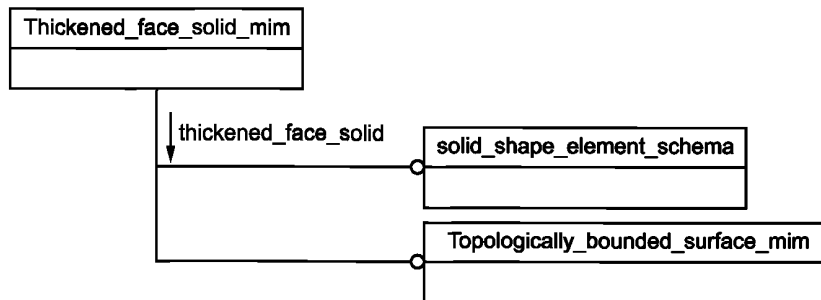 Thickened_face_solid_mim
thickened_face_solid
solid_shape_element_schema
Topologically_bounded_surface_mim